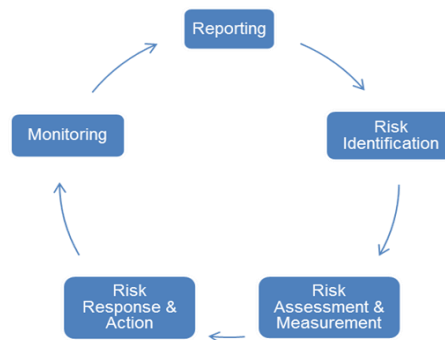 Reporting
Risk
Identification
Risk
Assessment &
Measurement
Risk
Response &
Action
Monitoring